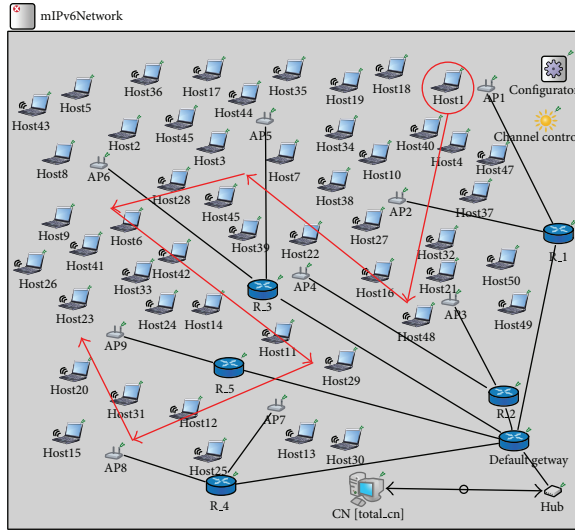 mIPv6Network
Host36
Host17
Host35
Host18
Host1
AP1
Configurator
Host5
Host43
Host44
Host19
AP5
Channel control
Host2
Host45
Host3
Host34
Host40
Host4
Host47
Host8
AP6
Host7
Host10
Host28
Host45
Host38
AP2
Host37
Host9
Host6
Host39
Host22
Host27
Host32
R_1
Host26
Host41
Host42
Host33
AP4
Host16
Host21
Host50
Host23
Host24
Host14
R_3
AP3
Host48
Host49
AP9
Host11
Host20
R_5
Host29
Host31
R_2
Host12
AP7
Host15
AP8
Host25
Host13
Host30
Default getway
R_4
CN [total_cn]
Hub